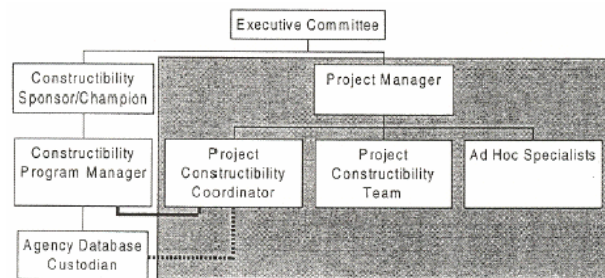 Executive Committee
Constructibility
Sponsor/Champion
Project Manager
Constructibility
Program Manager
Project
Constructibility
Coordinator
Project
Constructibility
Team
Ad Hoc Specialists
Agency Database
Custodian